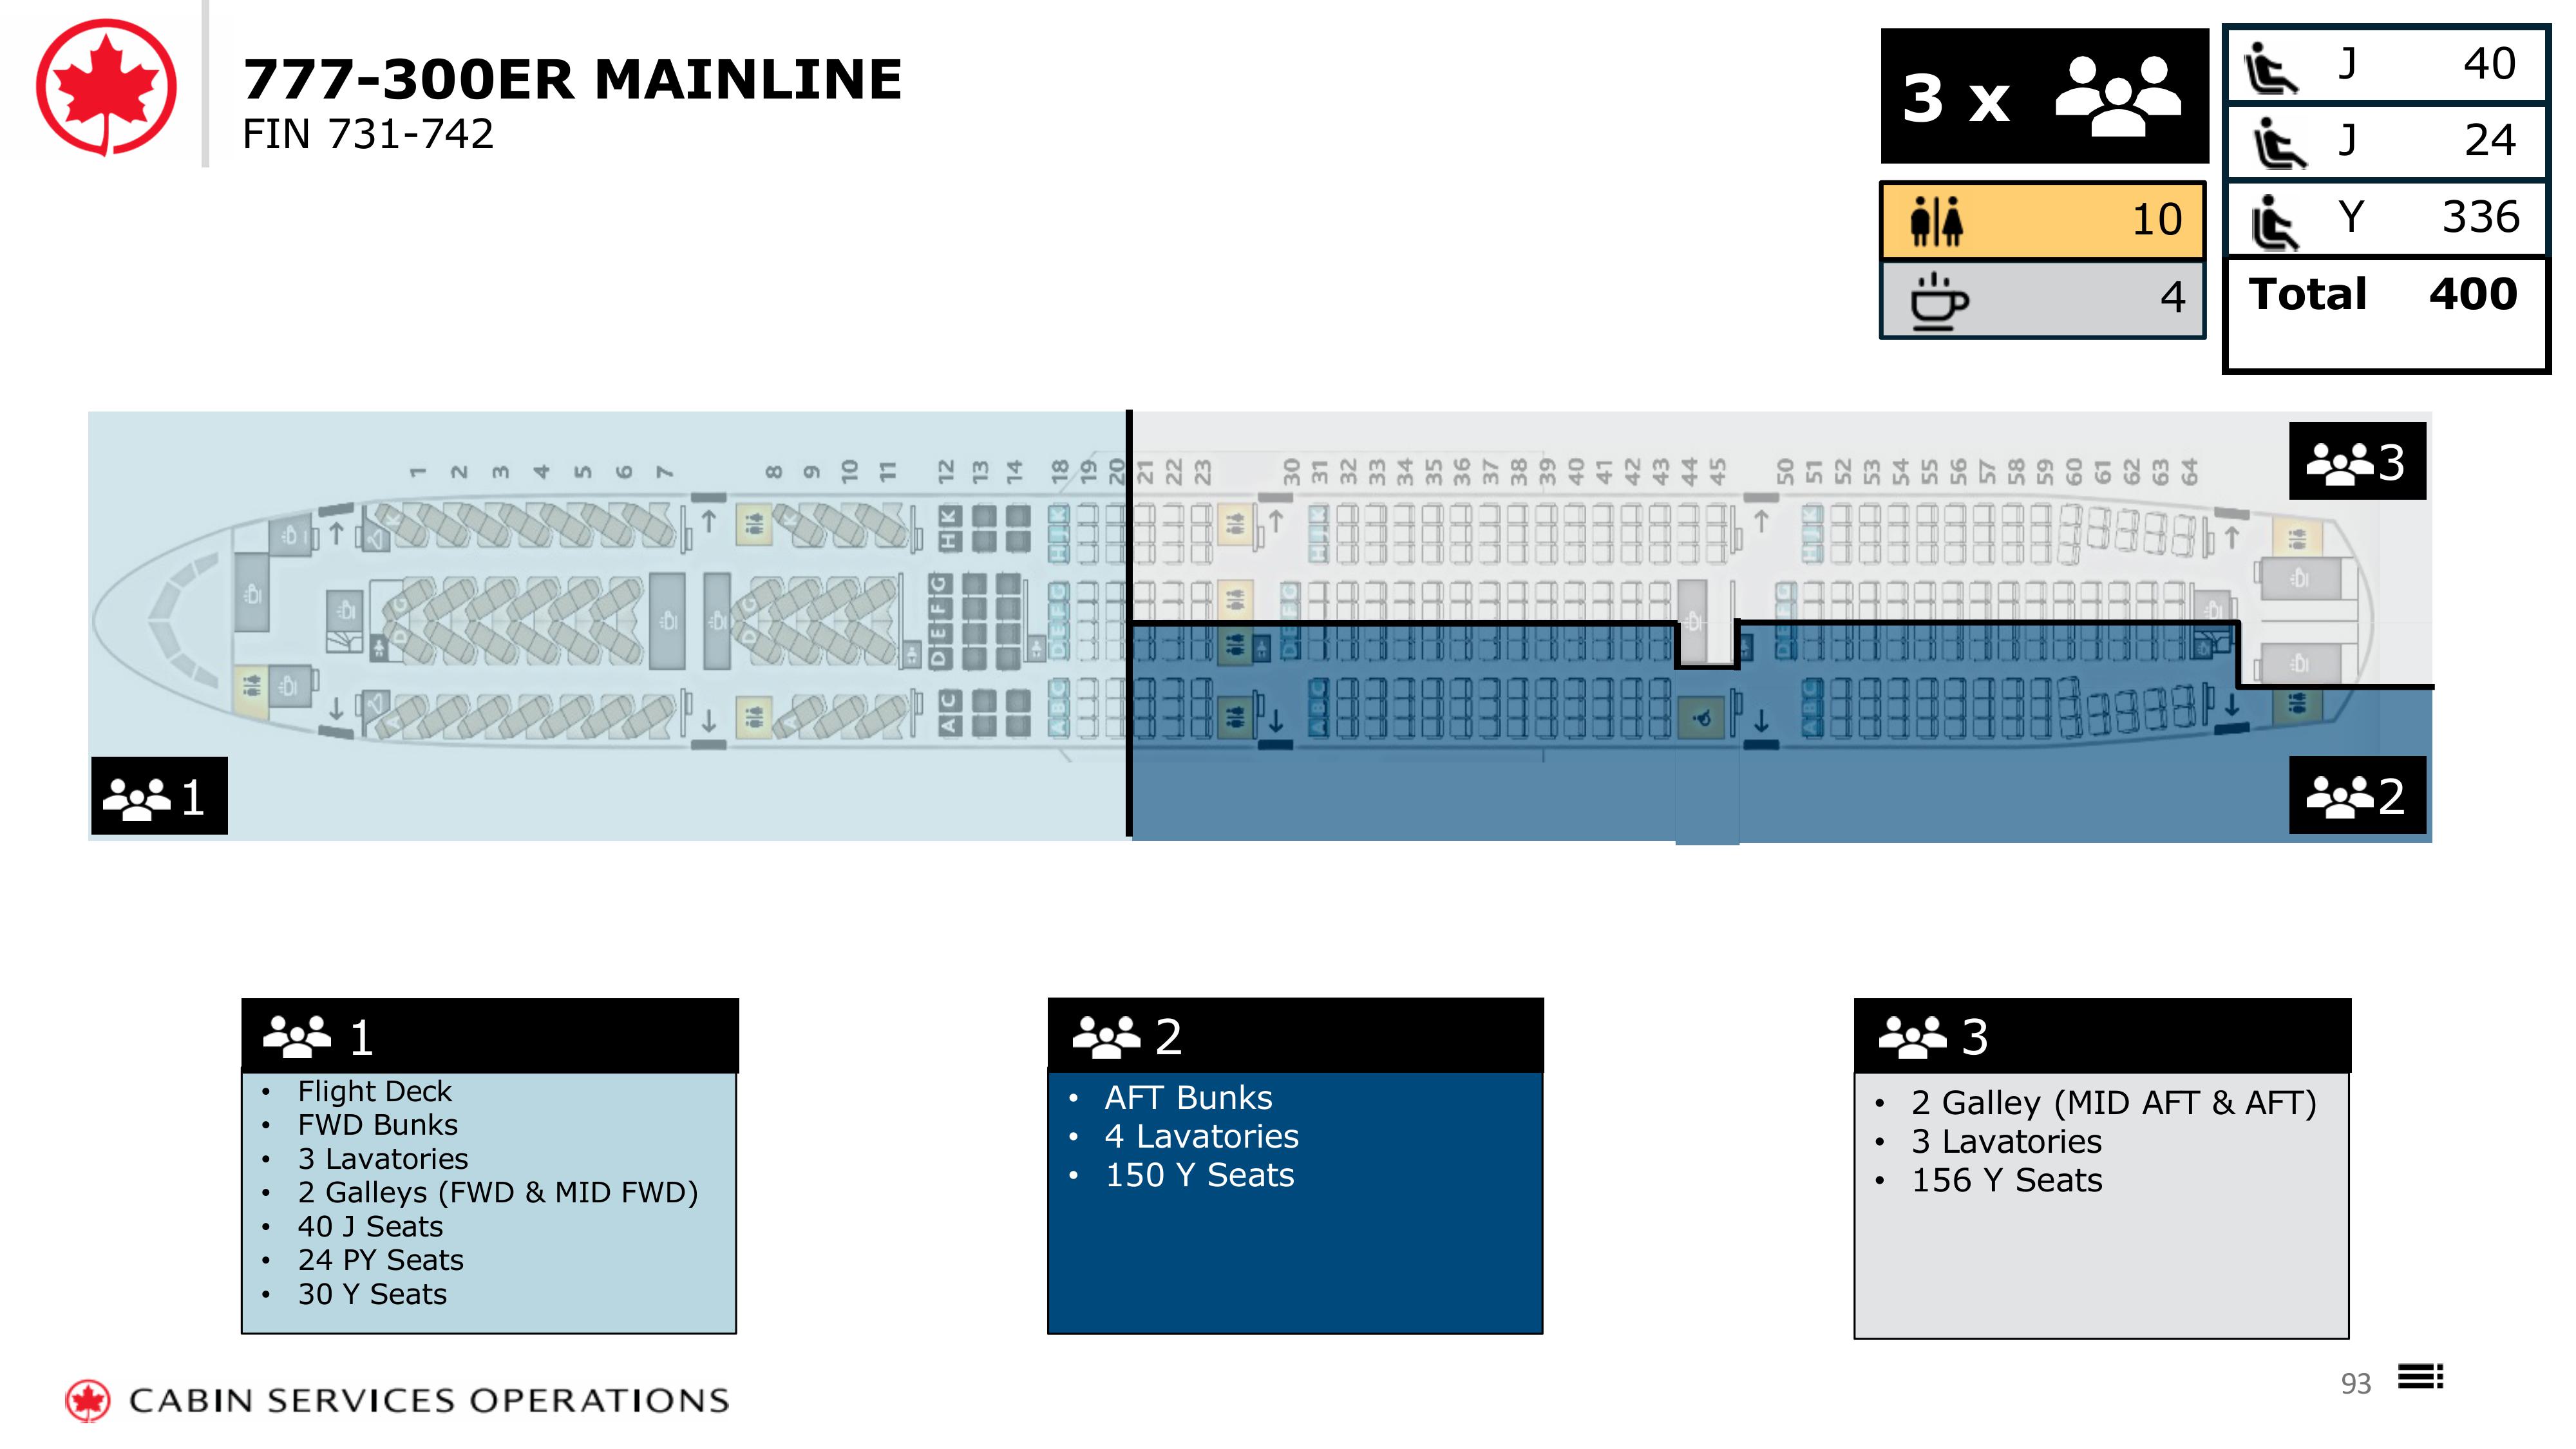 777-300ER MAINLINE
FIN 731-742
3 x
10
4
J 40
J 24
Y 336
Total 400
1 2 3 4 5 6 7 8 9 10 11 12 13 14 18 19 20 21 22 23 30 31 32 33 34 35 36 37 38 39 40 41 42 43 44 45 50 51 52 53 54 55 56 57 58 59 60 61 62 63 64
3
K K H K H J K H J K H J K
D G D G D E F G D E F G D E F G D E F G
A A A C A B C A B C A B C
1
2
1
• Flight Deck
• FWD Bunks
• 3 Lavatories
• 2 Galleys (FWD & MID FWD)
• 40 J Seats
• 24 PY Seats
• 30 Y Seats
2
• AFT Bunks
• 4 Lavatories
• 150 Y Seats
3
• 2 Galley (MID AFT & AFT)
• 3 Lavatories
• 156 Y Seats
CABIN SERVICES OPERATIONS
93